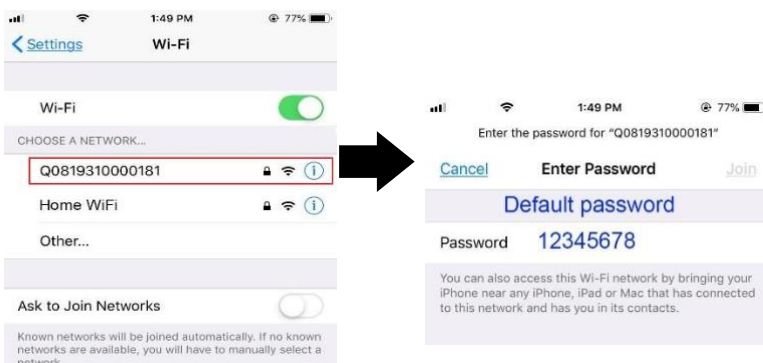 1:49 PM 77%
Settings Wi-Fi
Wi-Fi
CHOOSE A NETWORK...
Q0819310000181
Home WiFi
Other...
Ask to Join Networks
Known networks will be joined automatically. If no known
networks are available, you will have to manually select a
network.
1:49 PM 77%
Enter the password for "Q0819310000181"
Cancel Enter Password Join
Default password
Password 12345678
You can also access this Wi-Fi network by bringing your
iPhone near any iPhone, iPad or Mac that has connected
to this network and has you in its contacts.